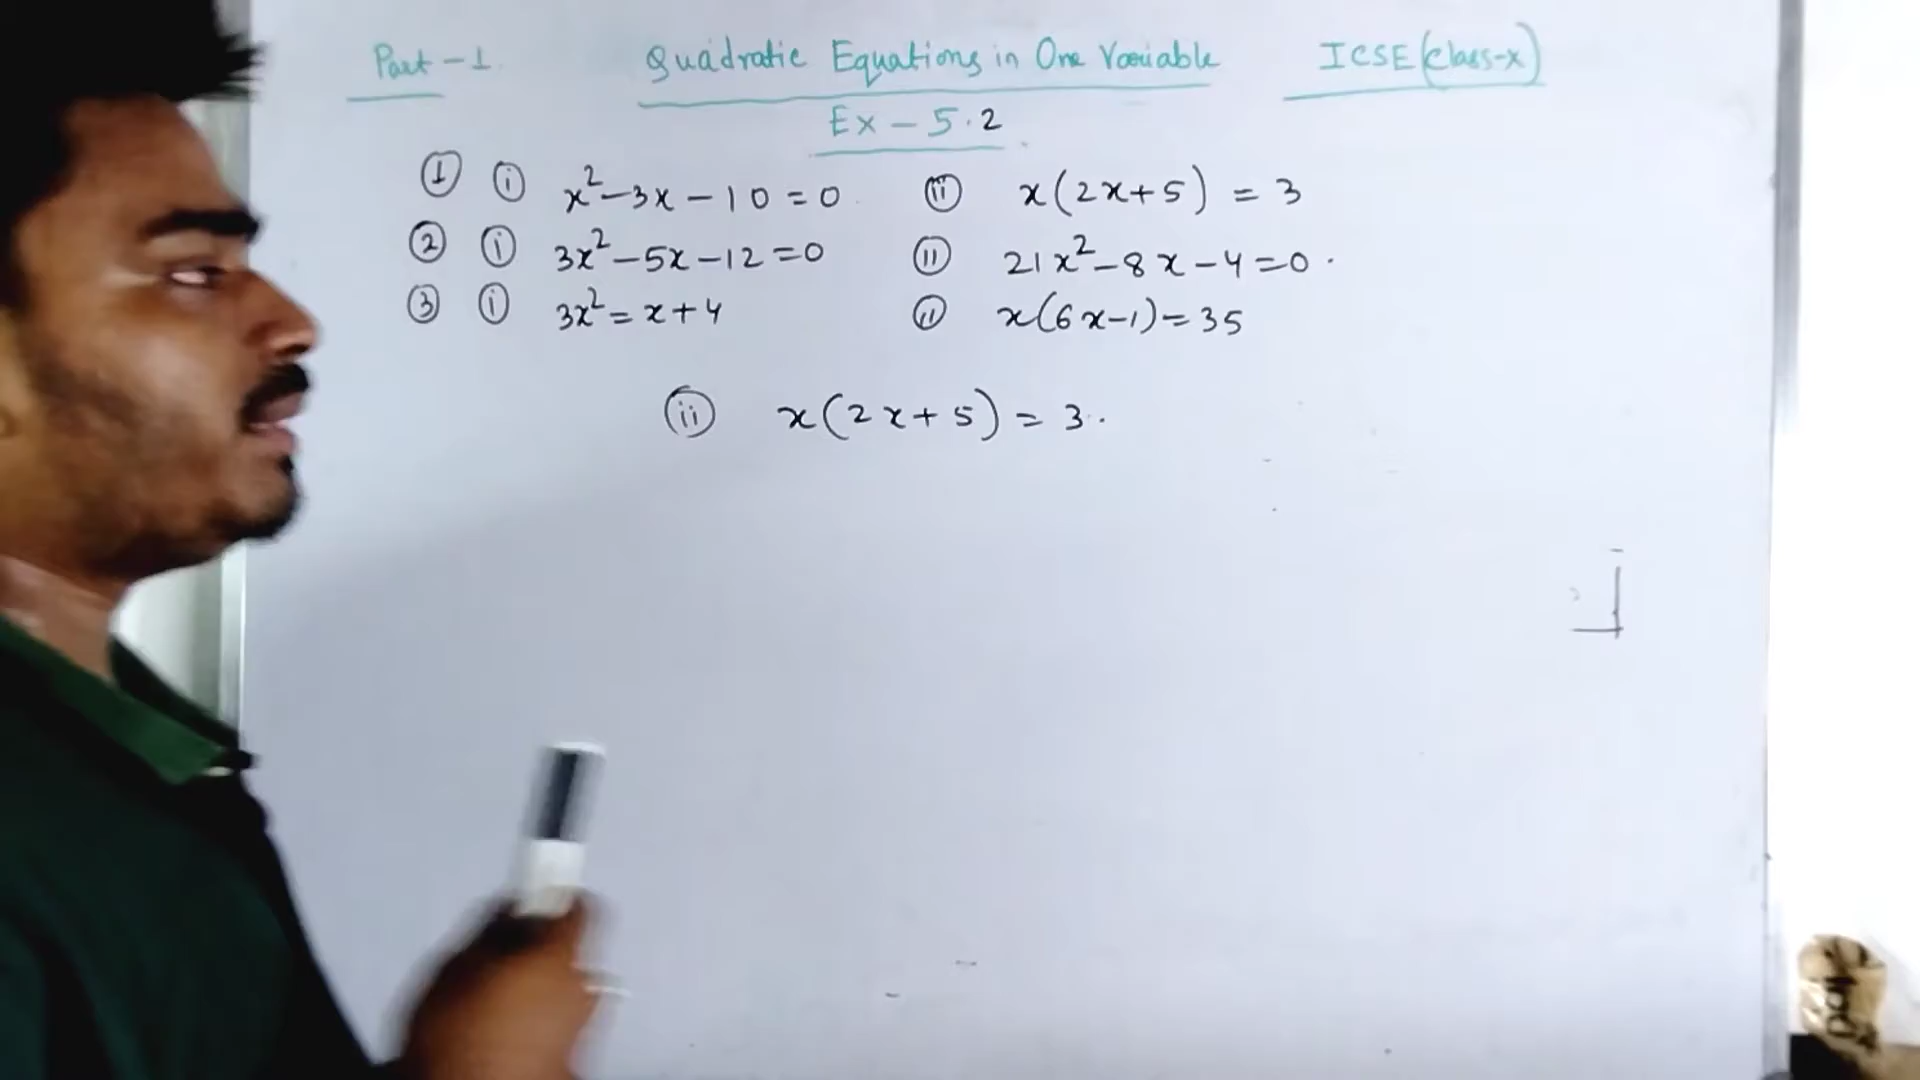 Part-1 Quadratic Equations in One Variable ICSE (Class-x)
Ex - 5.2
① ⓘ x²-3x-10=0 ⓘⓘ x(2x+5) = 3
② ⓘ 3x²-5x-12=0 ⓘⓘ 21x²-8x-4=0.
③ ⓘ 3x²=x+4 ⓘⓘ x(6x-1)=35
ⓘⓘ x(2x+5) = 3.